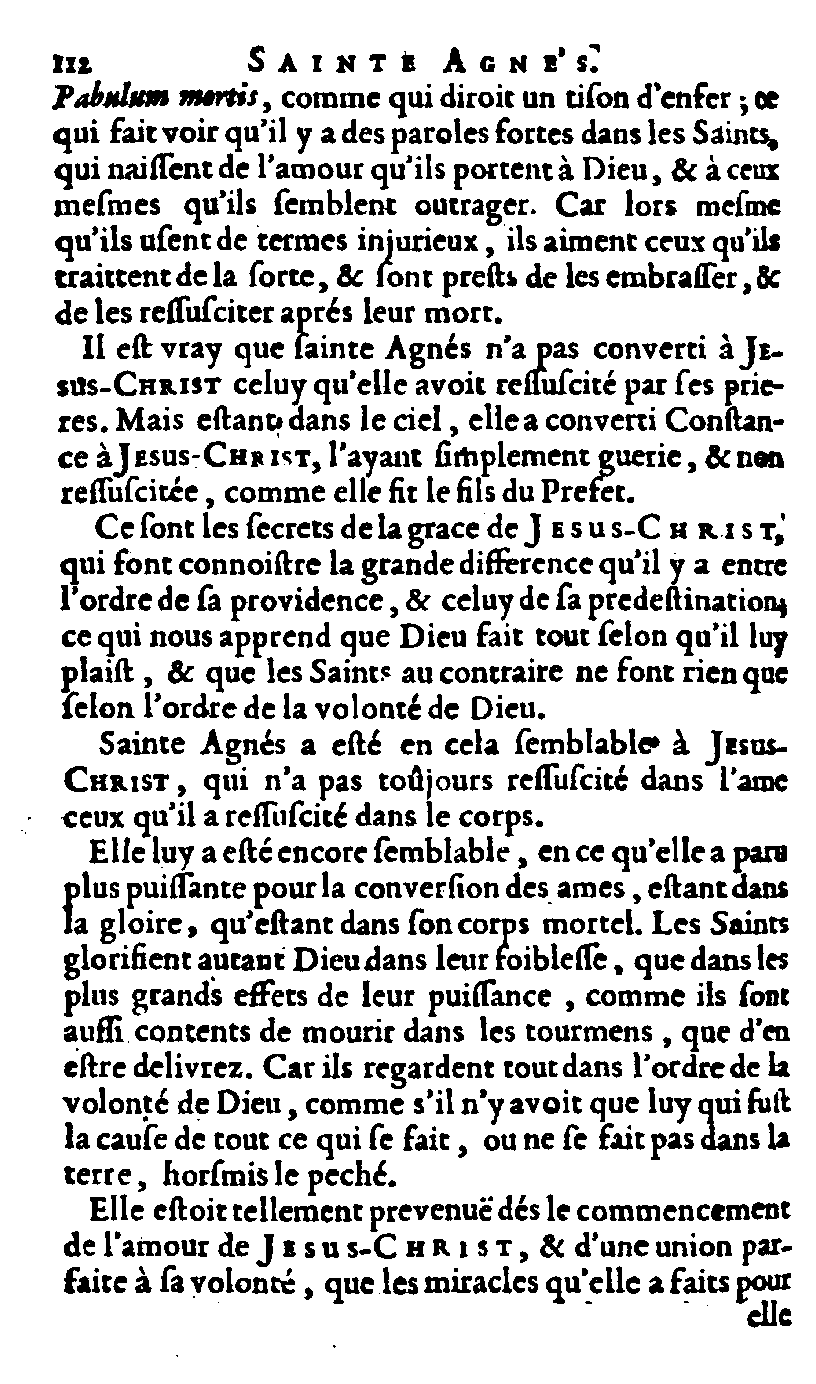 112 SAINTE AGNE'S.
Pabulum mortis, comme qui diroit un tiſon d'enfer ; ce
qui fait voir qu'il y a des paroles fortes dans les Saints,
qui naiſſent de l'amour qu'ils portent à Dieu, & à ceux
meſmes qu'ils ſemblent outrager. Car lors meſme
qu'ils uſent de termes injurieux, ils aiment ceux qu'ils
traittent de la ſorte, & ſont preſts de les embraſſer, &
de les reſſuſciter aprés leur mort.
Il eſt vray que ſainte Agnés n'a pas converti à JE-
SUS-CHRIST celuy qu'elle avoit reſſuſcité par ſes prie-
res. Mais eſtant dans le ciel, elle a converti Conſtan-
ce à JESUS-CHRIST, l'ayant ſimplement guerie, & non
reſſuſcitée, comme elle fit le fils du Prefet.
Ce ſont les ſecrets de la grace de JESUS-CHRIST,
qui font connoiſtre la grande difference qu'il y a entre
l'ordre de ſa providence, & celuy de ſa predeſtination;
ce qui nous apprend que Dieu fait tout ſelon qu'il luy
plaiſt, & que les Saints au contraire ne font rien que
ſelon l'ordre de la volonté de Dieu.
Sainte Agnés a eſté en cela ſemblable à JESUS-
CHRIST, qui n'a pas toûjours reſſuſcité dans l'ame
ceux qu'il a reſſuſcité dans le corps.
Elle luy a eſté encore ſemblable, en ce qu'elle a paru
plus puiſſante pour la converſion des ames, eſtant dans
la gloire, qu'eſtant dans ſon corps mortel. Les Saints
glorifient autant Dieu dans leur foibleſſe, que dans les
plus grands effets de leur puiſſance, comme ils ſont
auſſi contents de mourir dans les tourmens, que d'en
eſtre delivrez. Car ils regardent tout dans l'ordre de la
volonté de Dieu, comme s'il n'y avoit que luy qui fuſt
la cauſe de tout ce qui ſe fait, ou ne ſe fait pas dans la
terre, horſmis le peché.
Elle eſtoit tellement prevenuë dés le commencement
de l'amour de JESUS-CHRIST, & d'une union par-
faite à ſa volonté, que les miracles qu'elle a faits pour
elle